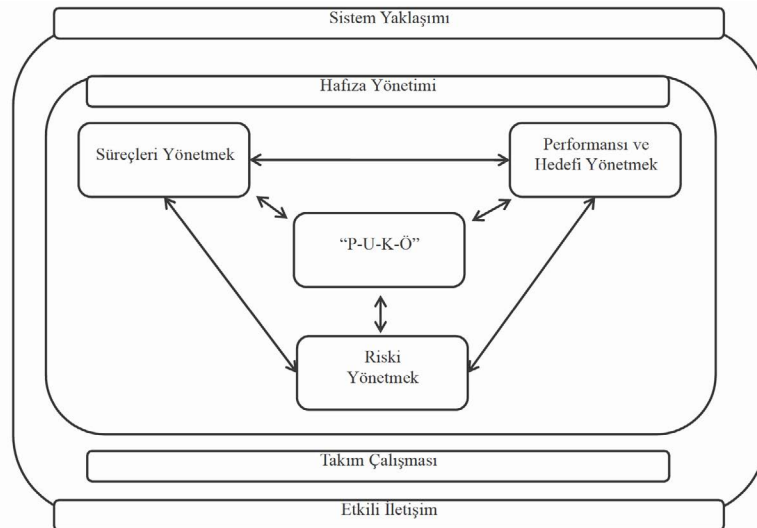 Sistem Yaklaşımı
Hafıza Yönetimi
Süreçleri Yönetmek
Performansı ve
Hedefi Yönetmek
“P-U-K-Ö”
Riski
Yönetmek
Takım Çalışması
Etkili İletişim